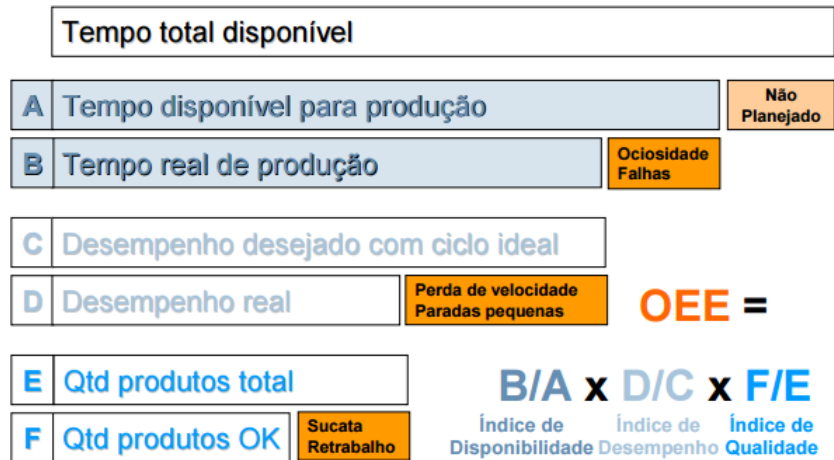 Tempo total disponível
A Tempo disponível para produção
Não
Planejado
B Tempo real de produção
Ociosidade
Falhas
C Desempenho desejado com ciclo ideal
D Desempenho real
Perda de velocidade
Paradas pequenas
OEE =
E Qtd produtos total
F Qtd produtos OK
Sucata
Retrabalho
B/A x D/C x F/E
Índice de Disponibilidade
Índice de Desempenho
Índice de Qualidade